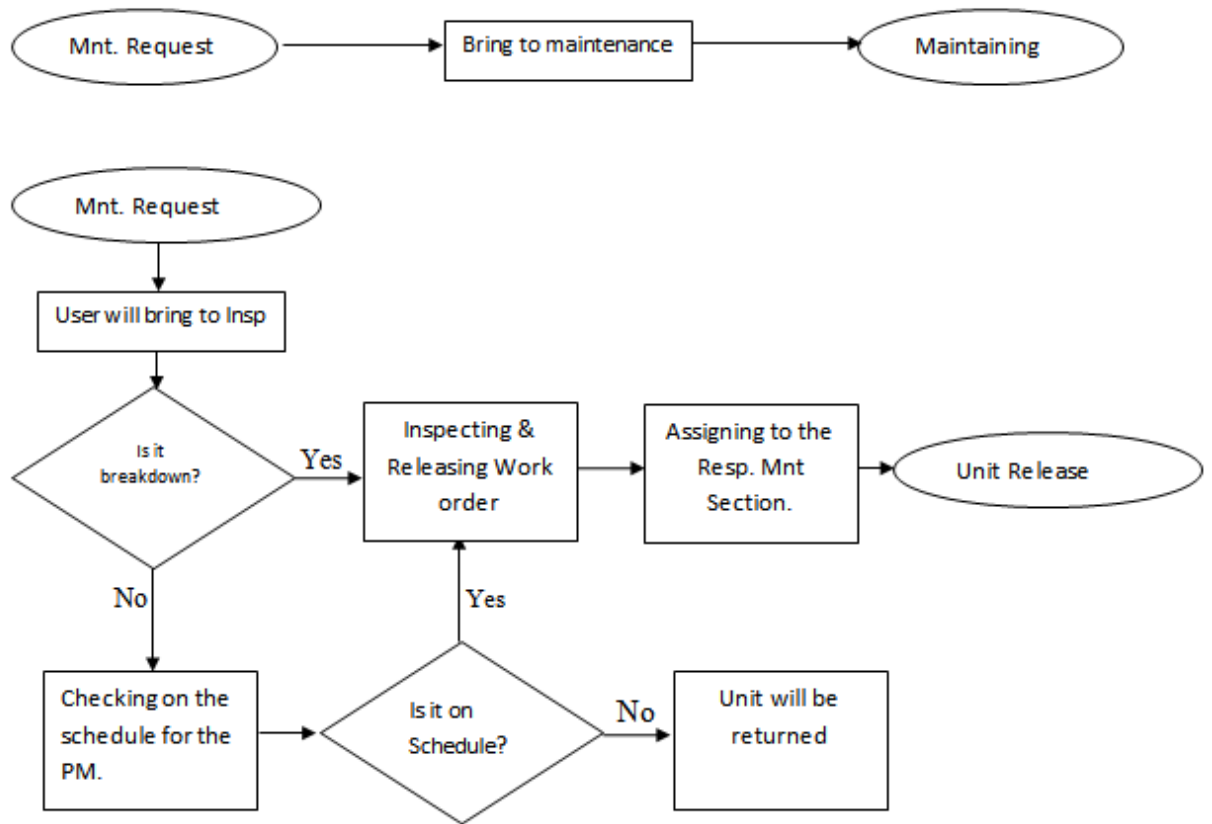 Mnt. Request
Bring to maintenance
Maintaining
Mnt. Request
User will bring to Insp
Is it
breakdown?
Yes
Inspecting &
Releasing Work
order
Assigning to the
Resp. Mnt
Section.
Unit Release
No
Yes
Checking on the
schedule for the
PM.
Is it on
Schedule?
No
Unit will be
returned